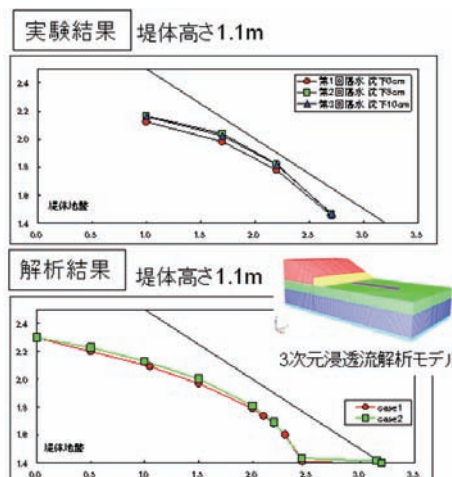 実験結果 堤体高さ1.1m
第1回湛水 沈下0cm
第2回湛水 沈下8cm
第3回湛水 沈下10cm
2.4
2.2
2.0
1.8
1.6
1.4
堤体地盤
0.0 0.5 1.0 1.5 2.0 2.5 3.0 3.5
解析結果 堤体高さ1.1m
3次元浸透流解析モデル
case1
case2
2.4
2.2
2.0
1.8
1.6
1.4
堤体地盤
0.0 0.5 1.0 1.5 2.0 2.5 3.0 3.5